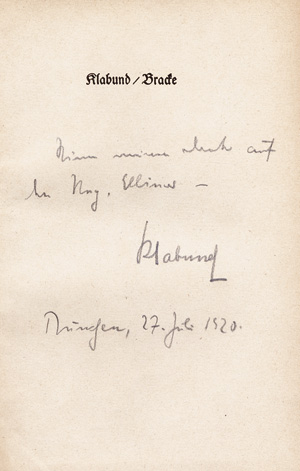 Klabund / Bracke
Nimm meinen dank auf
Klabund
München, 27. Juli 1920.